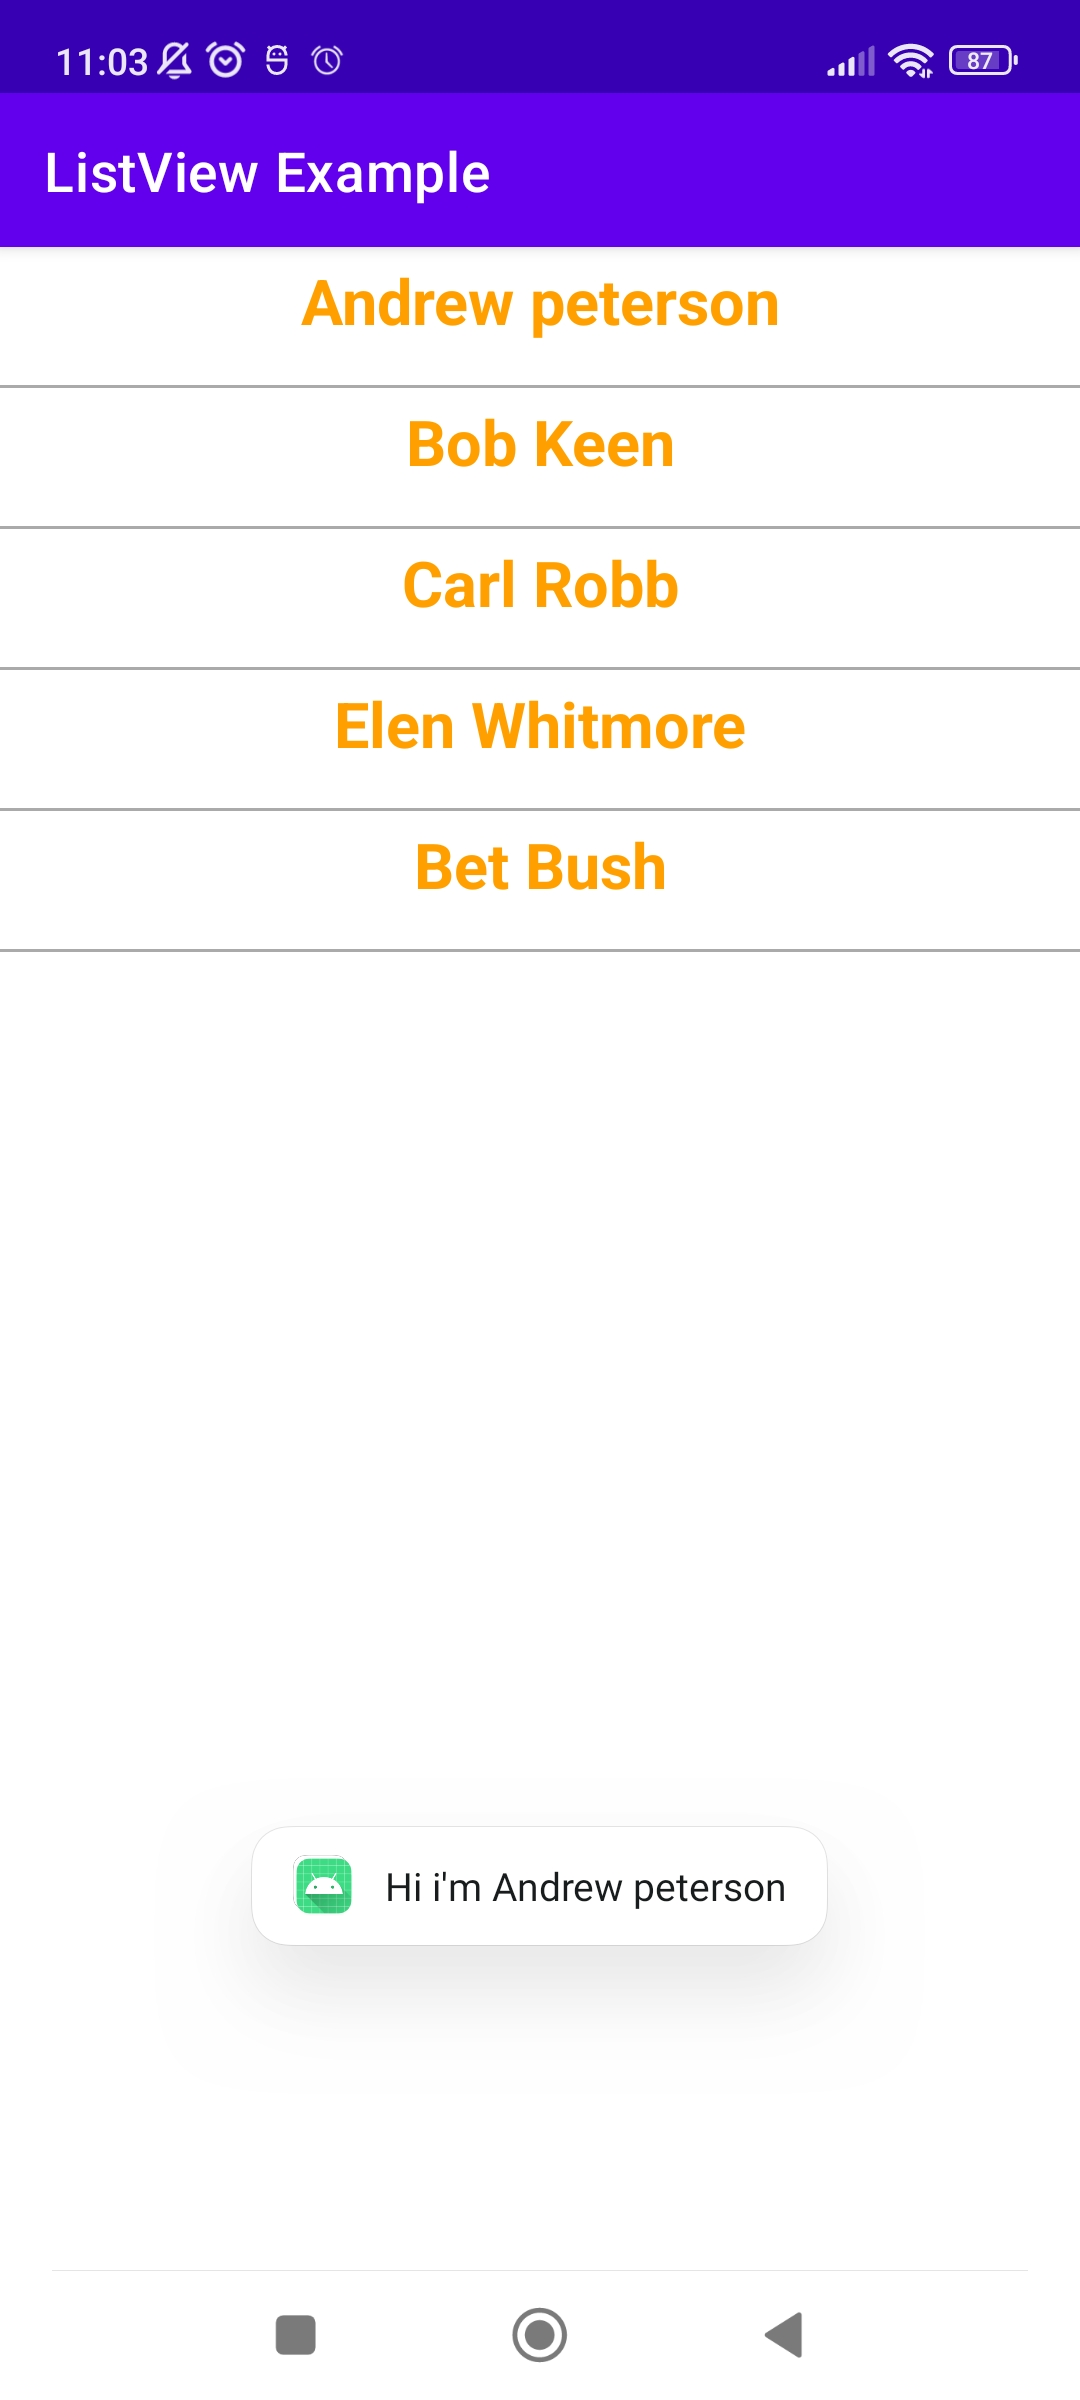 11:03
87
ListView Example
Andrew peterson
Bob Keen
Carl Robb
Elen Whitmore
Bet Bush
Hi i'm Andrew peterson